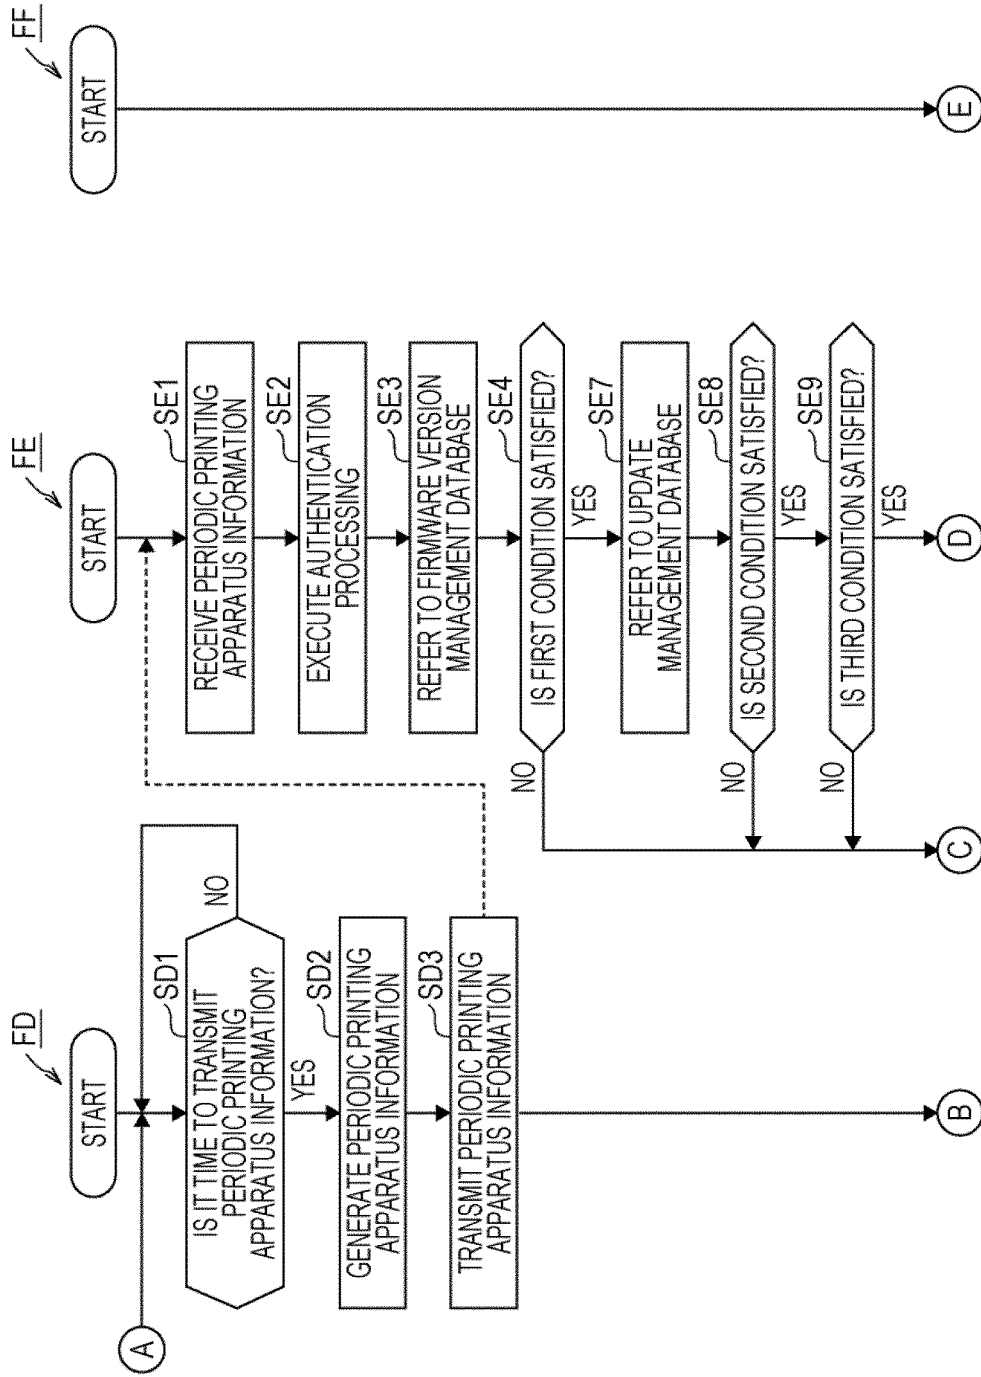 FD
START
A
SD1
IS IT TIME TO TRANSMIT
PERIODIC PRINTING
APPARATUS INFORMATION?
NO
YES
SD2
GENERATE PERIODIC PRINTING
APPARATUS INFORMATION
SD3
TRANSMIT PERIODIC PRINTING
APPARATUS INFORMATION
B
FE
START
SE1
RECEIVE PERIODIC PRINTING
APPARATUS INFORMATION
SE2
EXECUTE AUTHENTICATION
PROCESSING
SE3
REFER TO FIRMWARE VERSION
MANAGEMENT DATABASE
SE4
IS FIRST CONDITION SATISFIED?
NO
YES
SE7
REFER TO UPDATE
MANAGEMENT DATABASE
SE8
IS SECOND CONDITION SATISFIED?
NO
YES
SE9
IS THIRD CONDITION SATISFIED?
NO
YES
C
D
FF
START
E